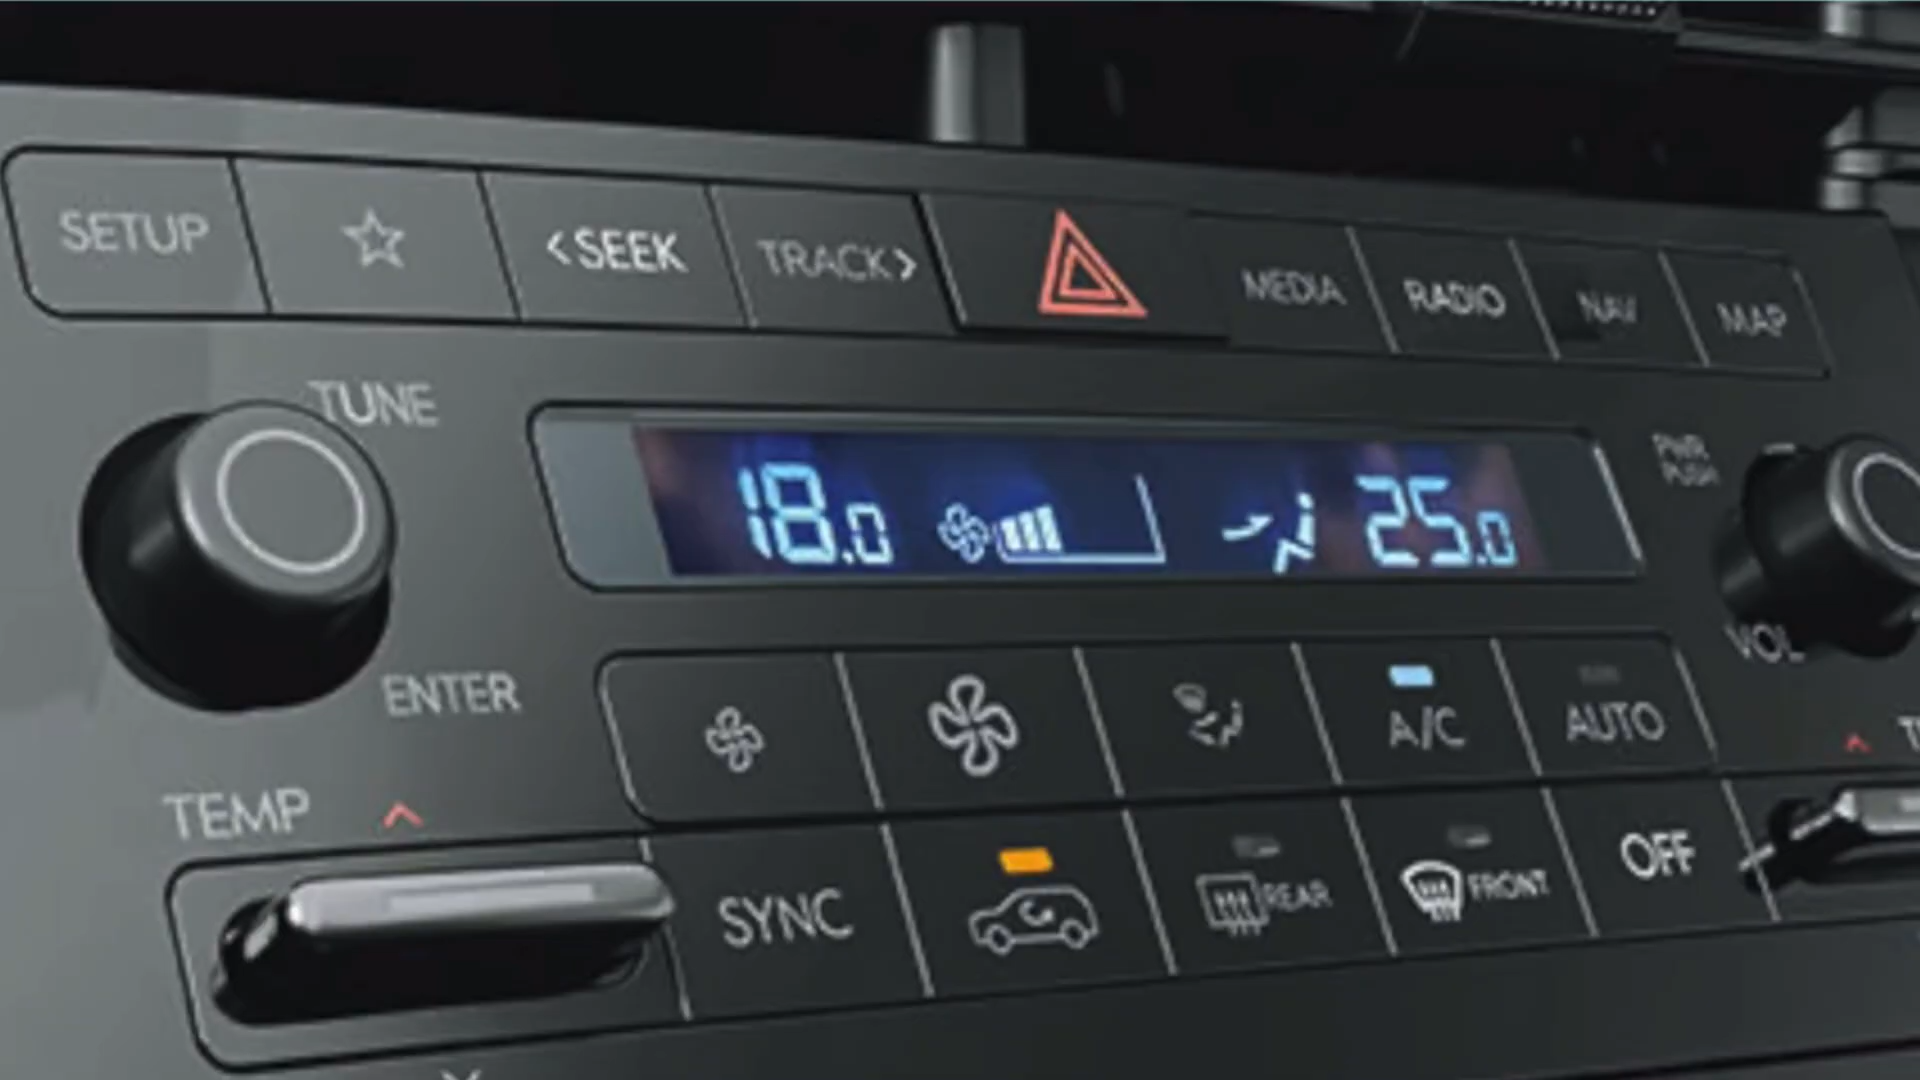 SETUP
<SEEK
TRACK>
MEDIA
RADIO
NAV
MAP
TUNE
18.0
25.0
PWR
PUSH
ENTER
VOL
A/C
AUTO
TEMP
SYNC
REAR
FRONT
OFF